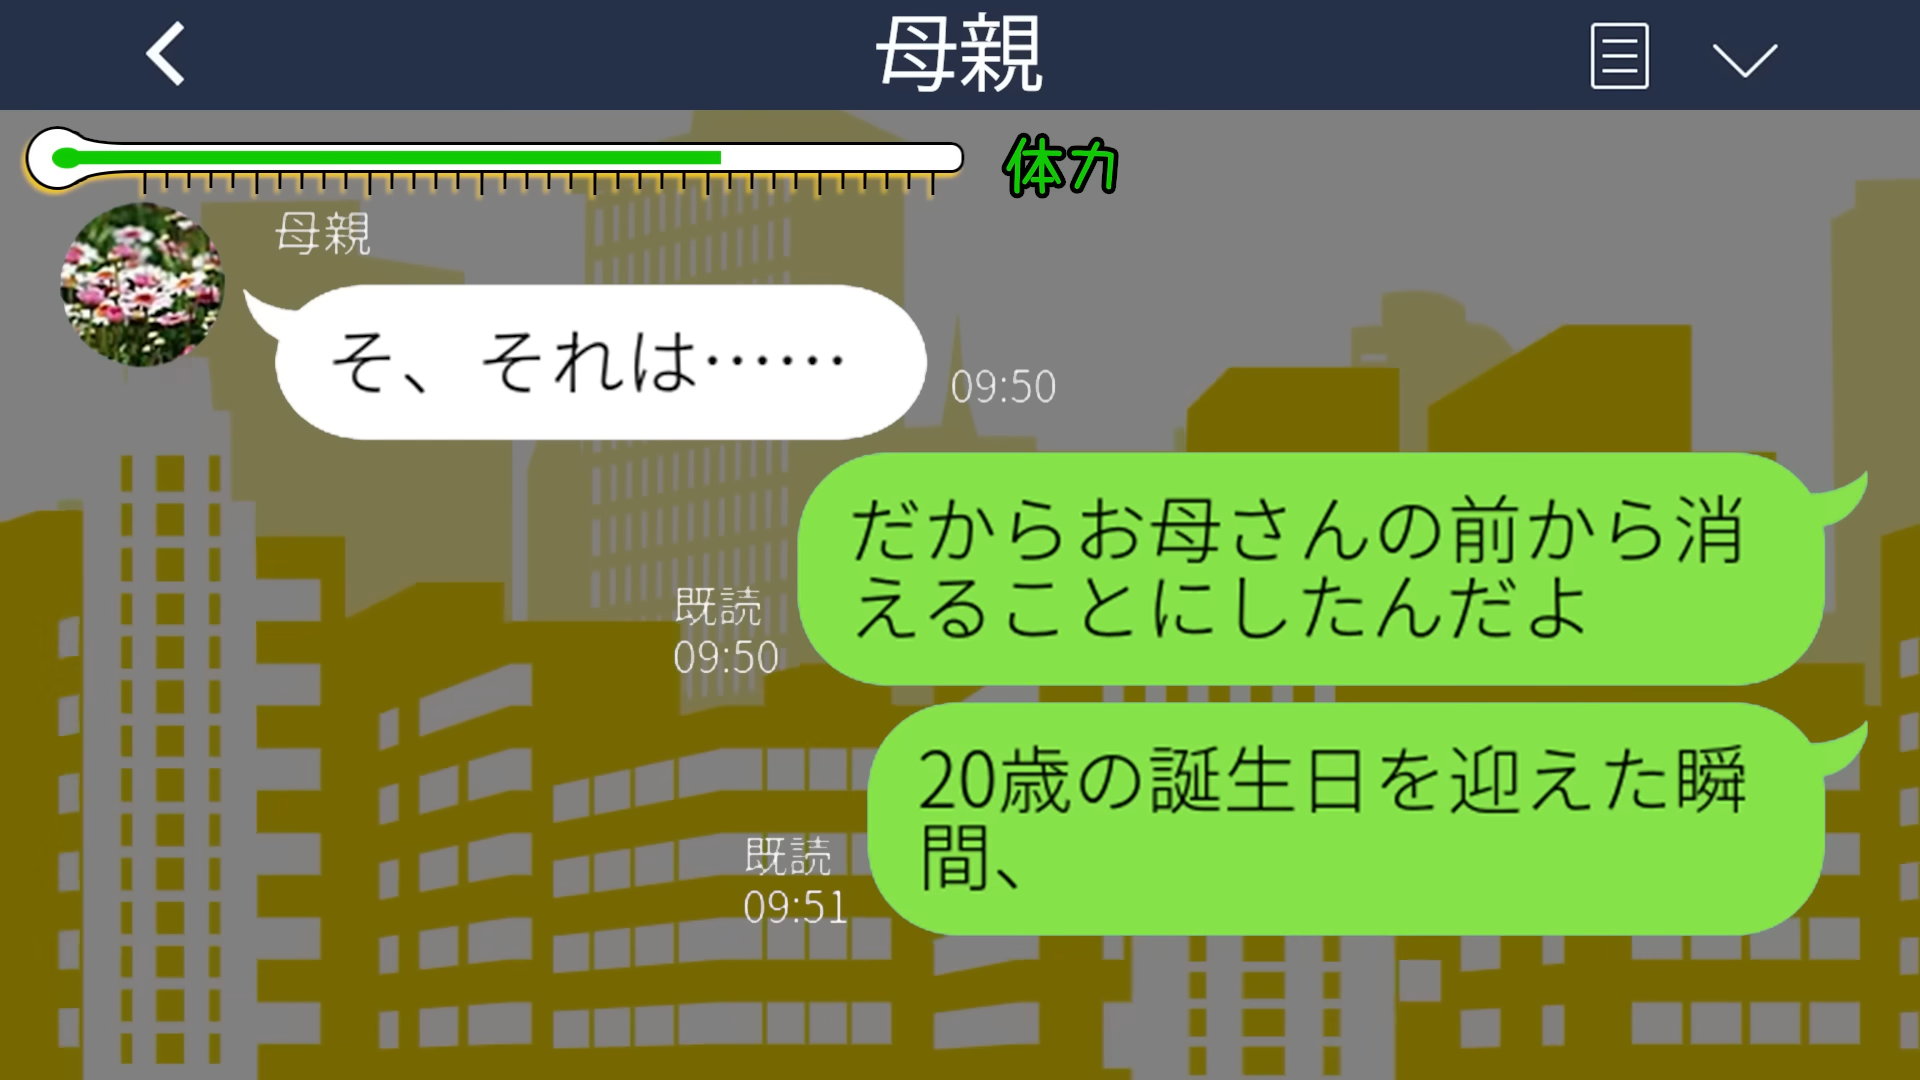 母親
体力
母親
そ、それは……
09:50
だからお母さんの前から消
えることにしたんだよ
既読
09:50
20歳の誕生日を迎えた瞬
間、
既読
09:51